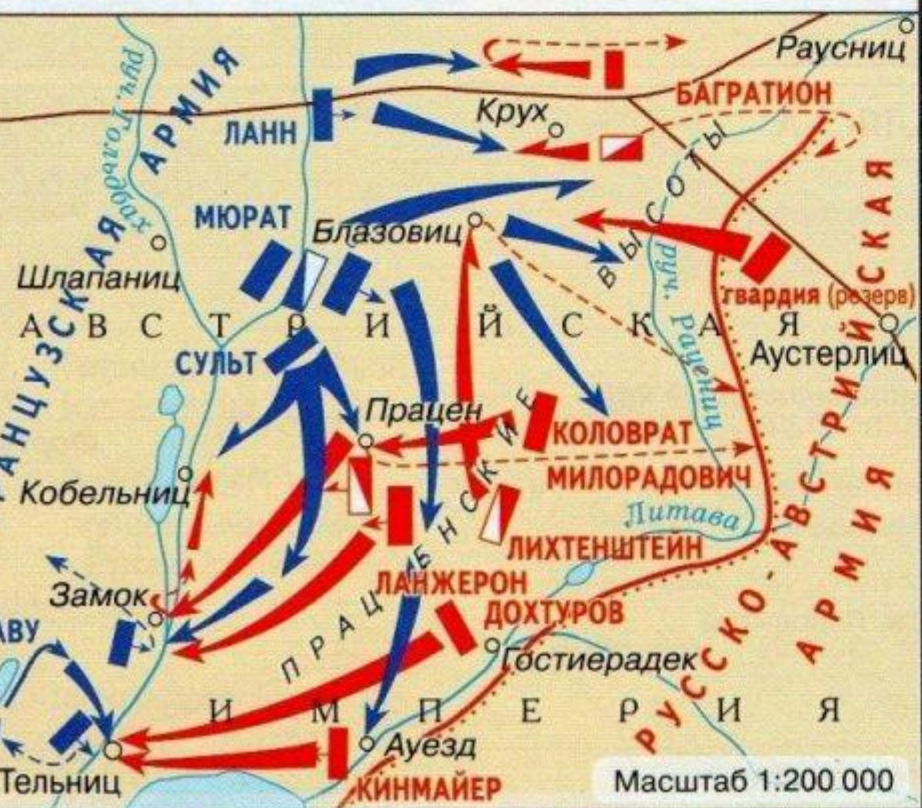 Раусниц
БАГРАТИОН
Крух
ЛАНН
руч. Гольдбах
ФРАНЦУЗСКАЯ АРМИЯ
МЮРАТ
Блазовиц
Шлапаниц
гвардия (резерв)
руч. Раусниц
АВСТРИЙСКАЯ
Аустерлиц
СУЛЬТ
Працен
КОЛОВРАТ
МИЛОРАДОВИЧ
Кобельниц
Литава
ЛИХТЕНШТЕЙН
ПРАЦЕНСКИЕ ВЫСОТЫ
Замок
ЛАНЖЕРОН
ДОХТУРОВ
АВУ
Гостиерадек
РУССКО-АВСТРИЙСКАЯ
АРМИЯ
ИМПЕРИЯ
Ауезд
Тельниц
КИНМАЙЕР
Масштаб 1:200 000